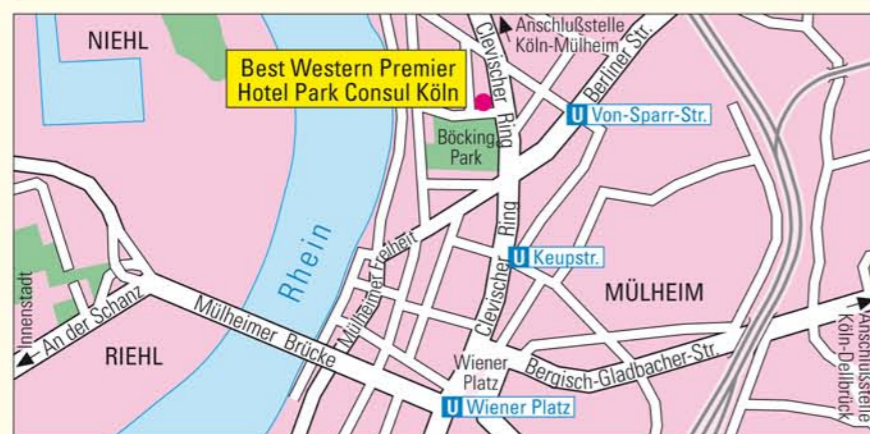 NIEHL
Best Western Premier
Hotel Park Consul Köln
Clevischer Ring
Anschlußstelle
Köln-Mülheim
Berliner Str.
U Von-Sparr-Str.
Böcking
Park
Rhein
Mülheimer Freiheit
Clevischer Ring
U Keupstr.
MÜLHEIM
Innenstadt
An der Schanz
RIEHL
Mülheimer Brücke
Wiener
Platz
Bergisch-Gladbacher-Str.
Anschlußstelle
Köln-Dellbrück
U Wiener Platz